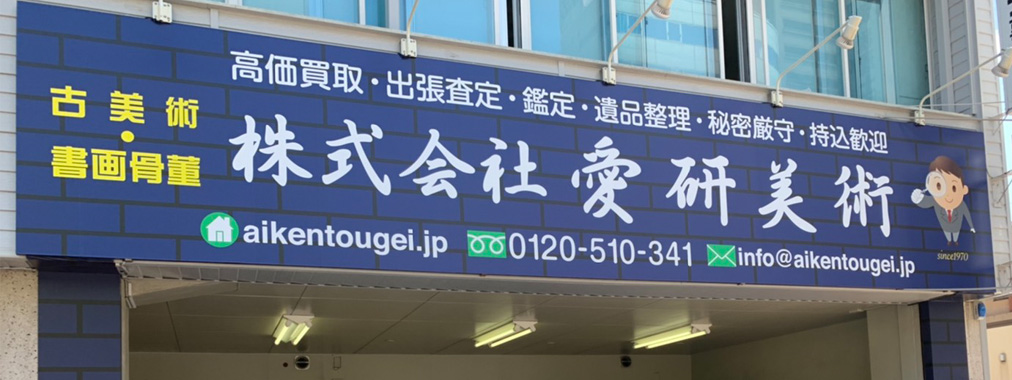 高価買取・出張査定・鑑定・遺品整理・秘密厳守・持込歓迎
古美術
・
書画骨董
株式会社 愛研美術
aikentougei.jp 0120-510-341 info@aikentougei.jp
since1970